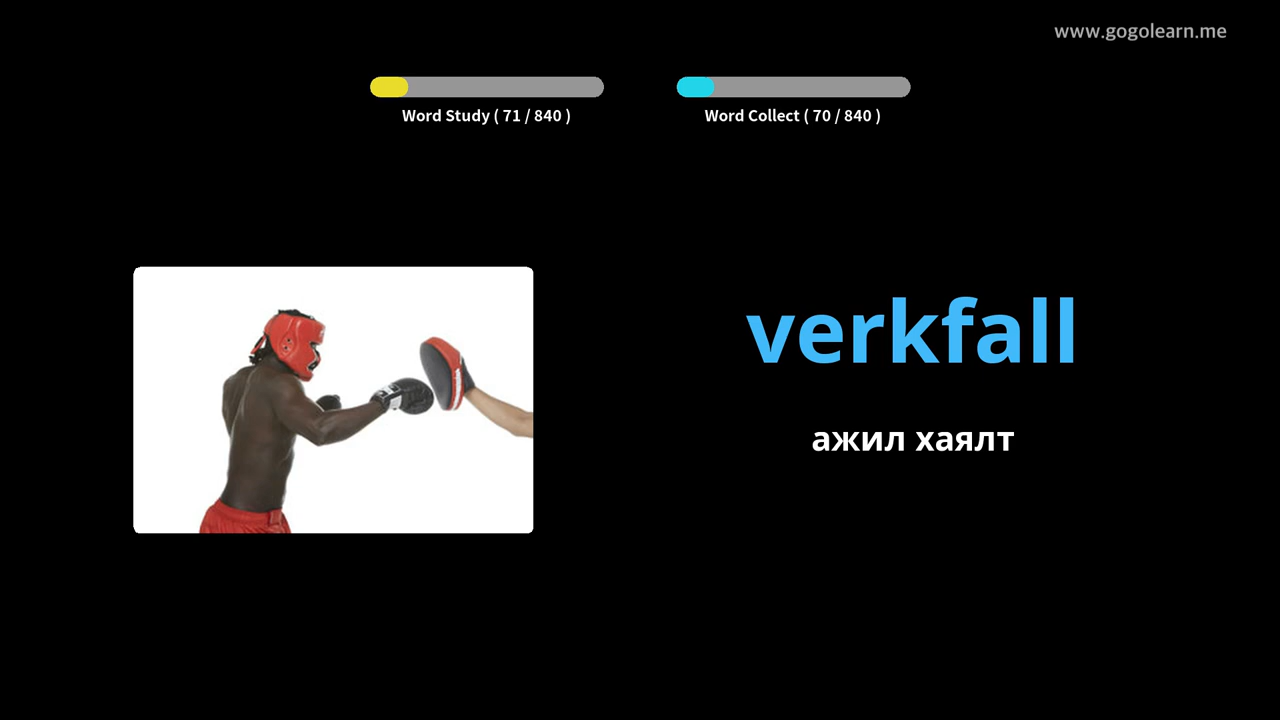 www.gogolearn.me
Word Study ( 71 / 840 )
Word Collect ( 70 / 840 )
verkfall
ажил хаялт